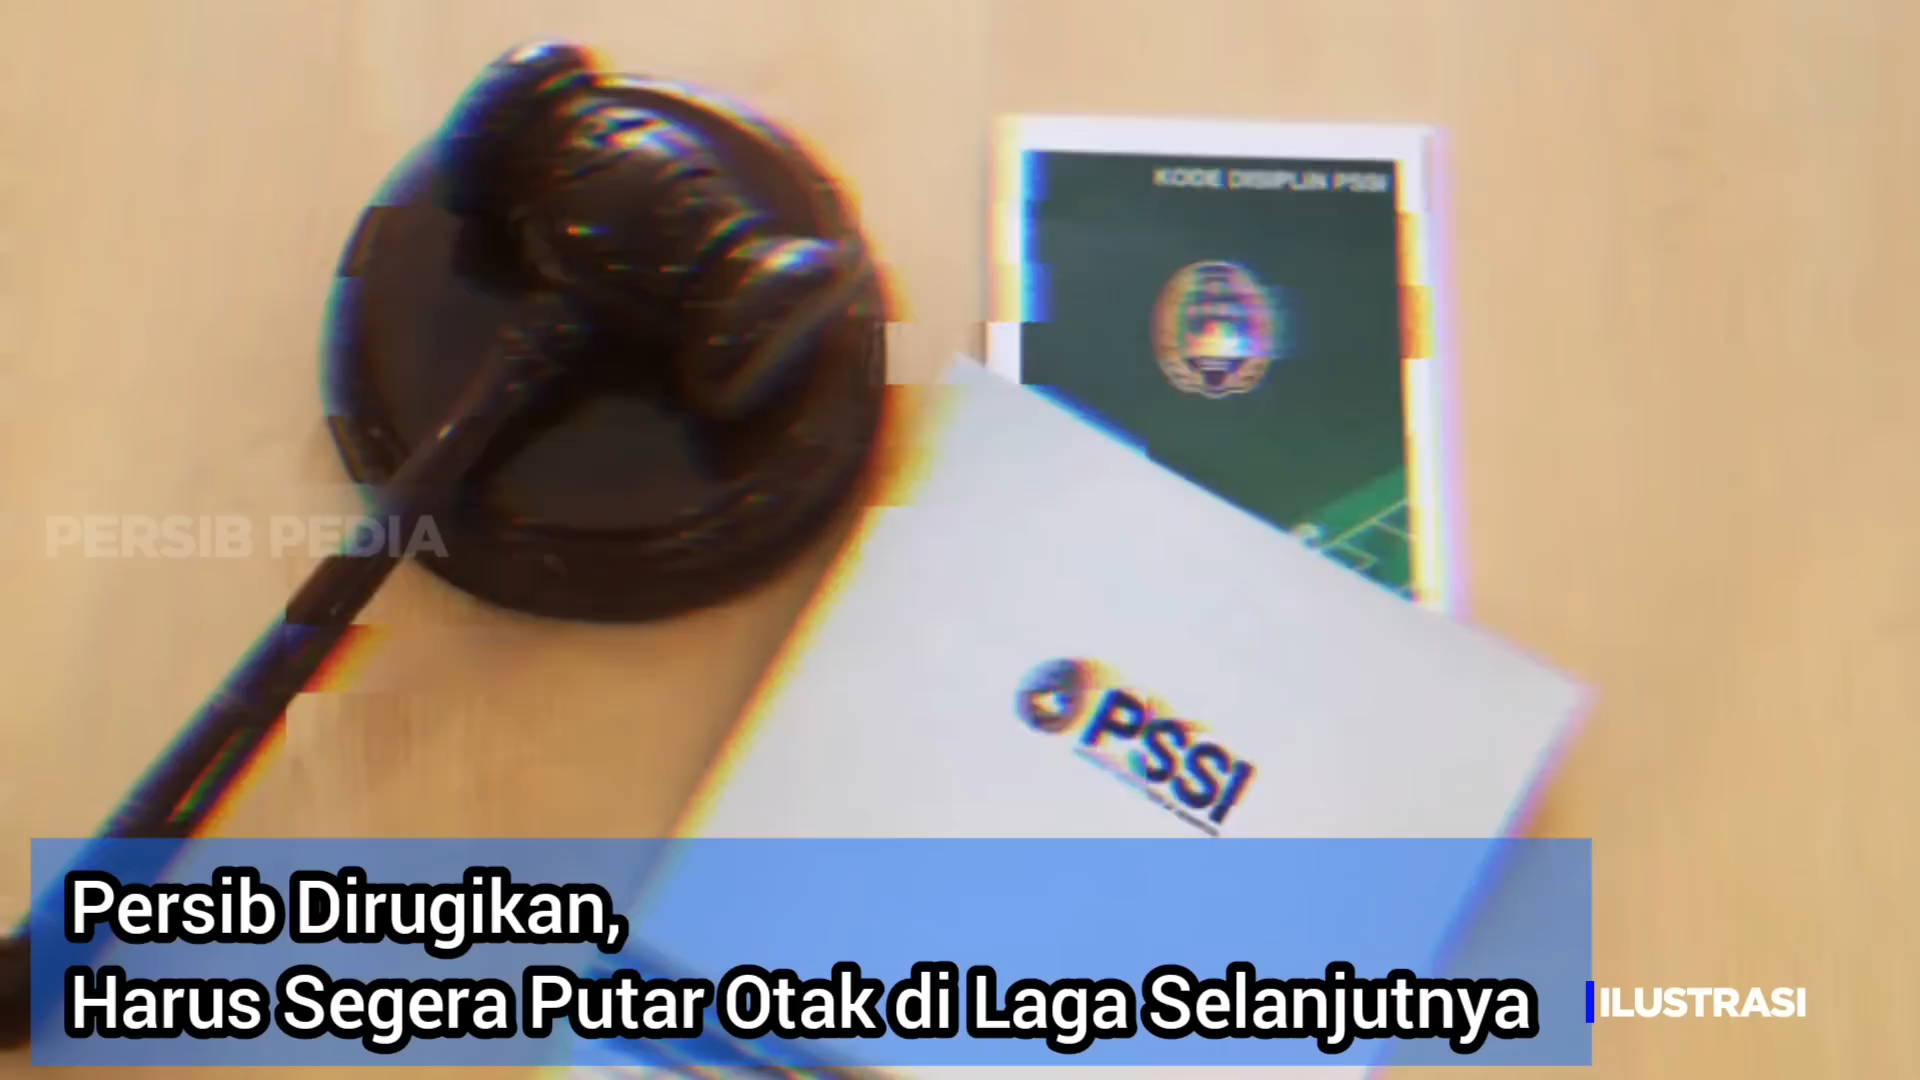 KODE DISIPLIN PSSI
PERSIB PEDIA
PSSI
Persib Dirugikan,
Harus Segera Putar Otak di Laga Selanjutnya
ILUSTRASI